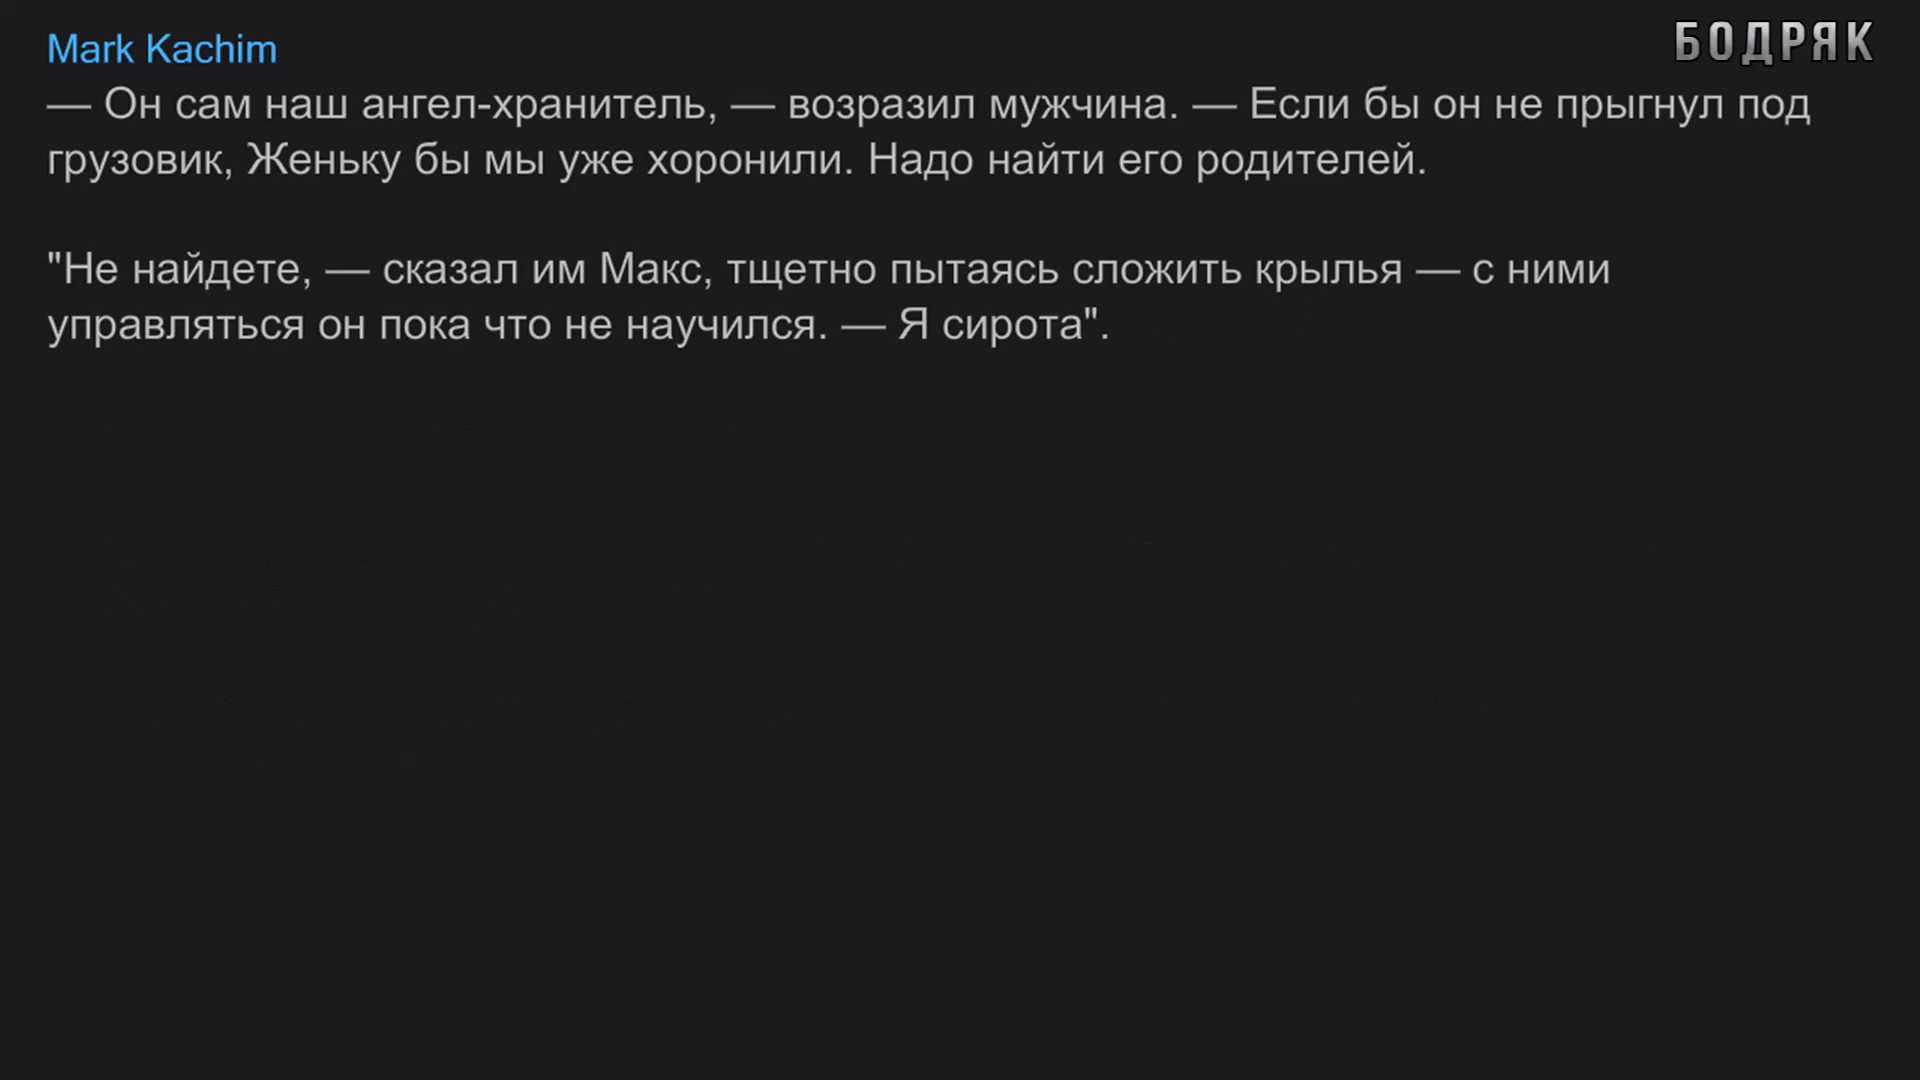 Mark Kachim
БОДРЯК
— Он сам наш ангел-хранитель, — возразил мужчина. — Если бы он не прыгнул под
грузовик, Женьку бы мы уже хоронили. Надо найти его родителей.
"Не найдете, — сказал им Макс, тщетно пытаясь сложить крылья — с ними
управляться он пока что не научился. — Я сирота".